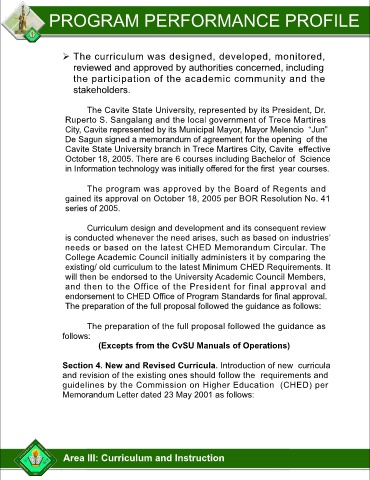 PROGRAM PERFORMANCE PROFILE
➢ The curriculum was designed, developed, monitored,
reviewed and approved by authorities concerned, including
the participation of the academic community and the
stakeholders.
The Cavite State University, represented by its President, Dr.
Ruperto S. Sangalang and the local government of Trece Martires
City, Cavite represented by its Municipal Mayor, Mayor Melencio “Jun”
De Sagun signed a memorandum of agreement for the opening of the
Cavite State University branch in Trece Martires City, Cavite effective
October 18, 2005. There are 6 courses including Bachelor of Science
in Information technology was initially offered for the first year courses.
The program was approved by the Board of Regents and
gained its approval on October 18, 2005 per BOR Resolution No. 41
series of 2005.
Curriculum design and development and its consequent review
is conducted whenever the need arises, such as based on industries’
needs or based on the latest CHED Memorandum Circular. The
College Academic Council initially administers it by comparing the
existing/ old curriculum to the latest Minimum CHED Requirements. It
will then be endorsed to the University Academic Council Members,
and then to the Office of the President for final approval and
endorsement to CHED Office of Program Standards for final approval.
The preparation of the full proposal followed the guidance as follows:
The preparation of the full proposal followed the guidance as
follows:
(Excepts from the CvSU Manuals of Operations)
Section 4. New and Revised Curricula. Introduction of new curricula
and revision of the existing ones should follow the requirements and
guidelines by the Commission on Higher Education (CHED) per
Memorandum Letter dated 23 May 2001 as follows:
Area III: Curriculum and Instruction